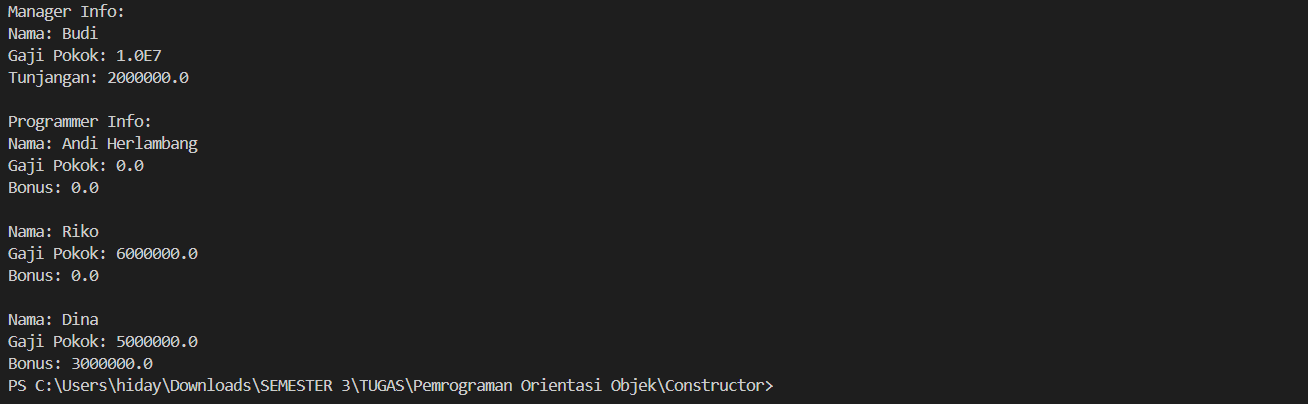 Manager Info:
Nama: Budi
Gaji Pokok: 1.0E7
Tunjangan: 2000000.0
Programmer Info:
Nama: Andi Herlambang
Gaji Pokok: 0.0
Bonus: 0.0
Nama: Riko
Gaji Pokok: 6000000.0
Bonus: 0.0
Nama: Dina
Gaji Pokok: 5000000.0
Bonus: 3000000.0
PS C:\Users\hiday\Downloads\SEMESTER 3\TUGAS\Pemrograman Orientasi Objek\Constructor>